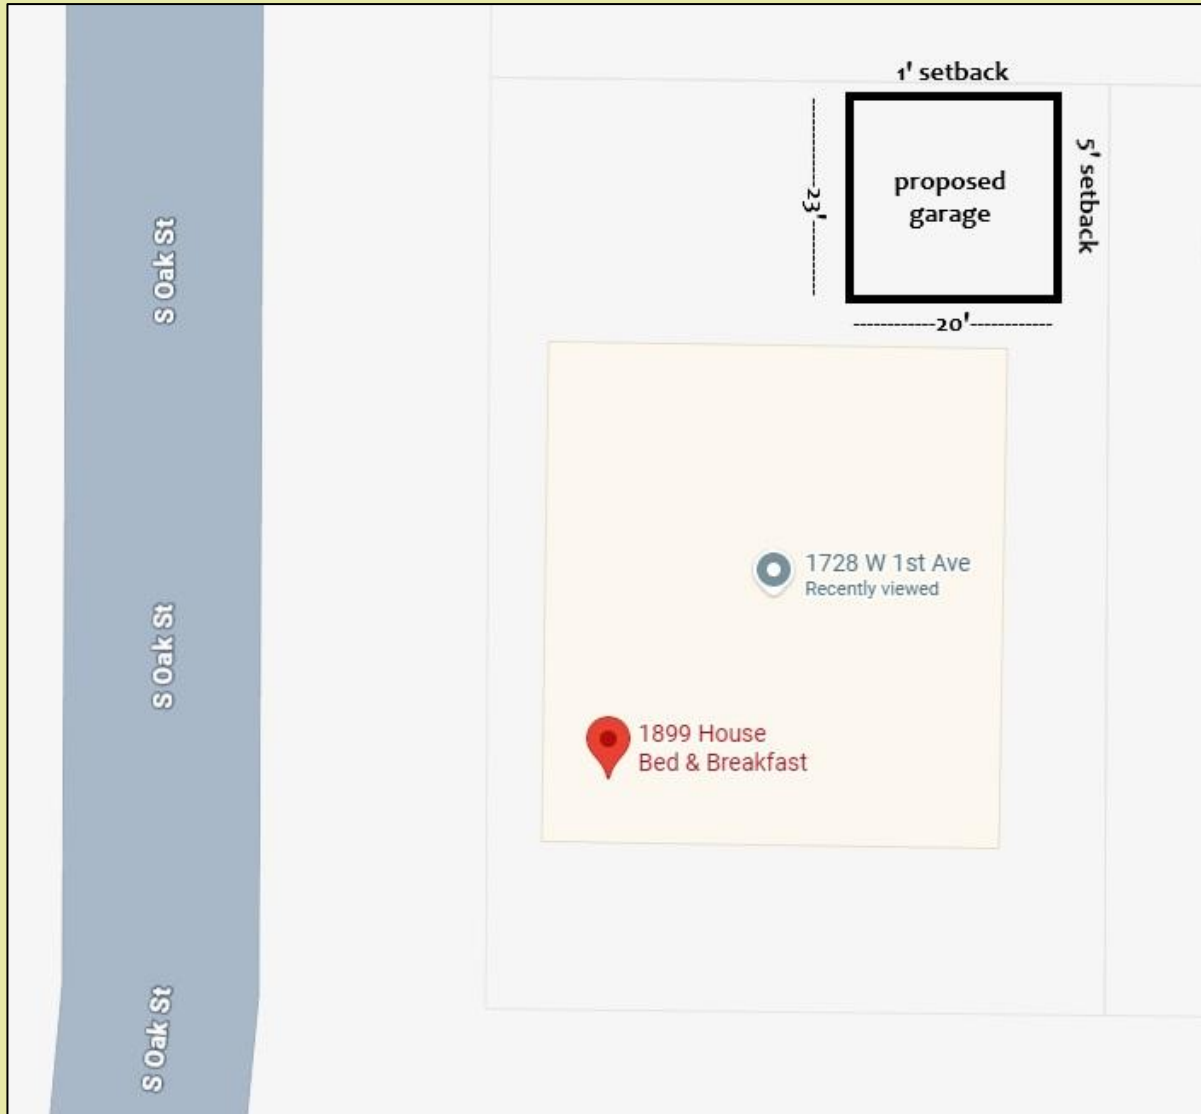 1' setback
S Oak St
proposed
garage
5' setback
------------23'------------
------------20'------------
1728 W 1st Ave
Recently viewed
S Oak St
1899 House
Bed & Breakfast
S Oak St